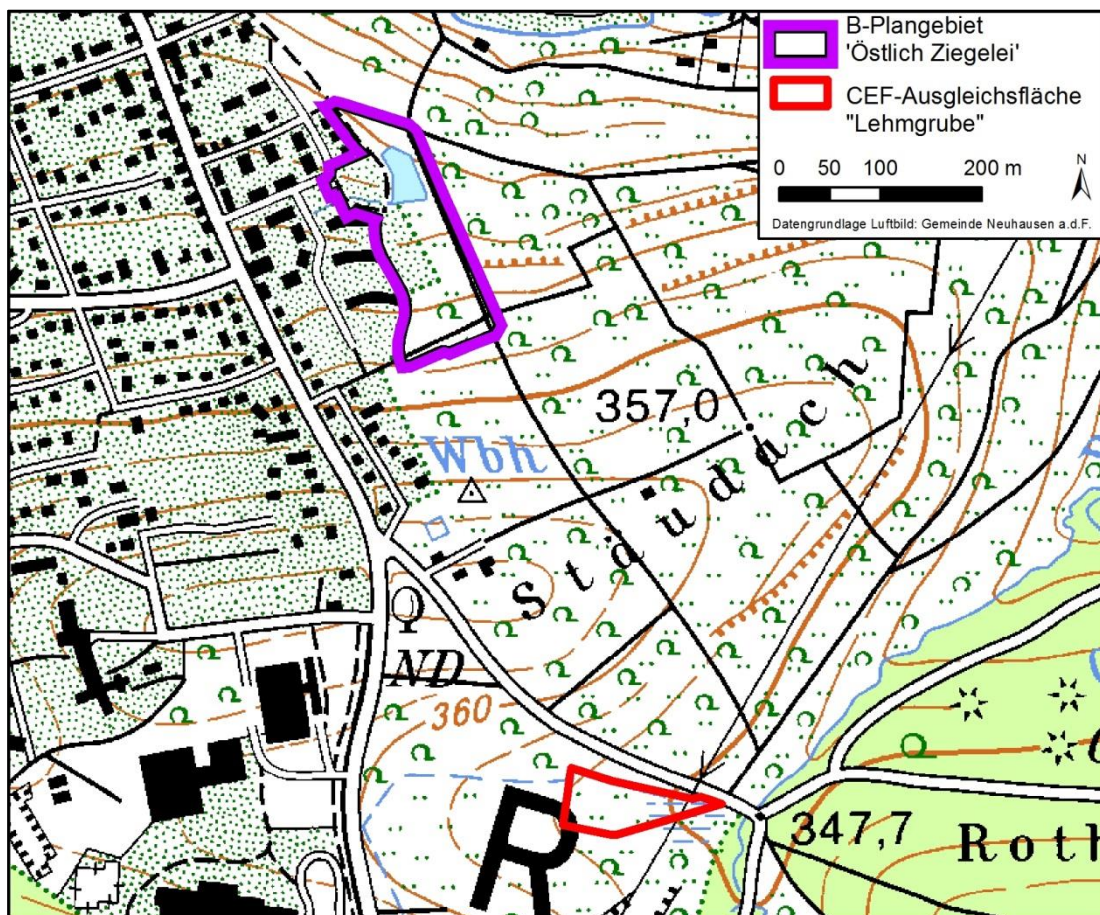 B-Plangebiet
'Östlich Ziegelei'
CEF-Ausgleichsfläche
"Lehmgrube"
0 50 100 200 m
N
Datengrundlage Luftbild: Gemeinde Neuhausen a.d.F.
357,0
Wbh
Stäudach
ND
360
R
347,7
Roth